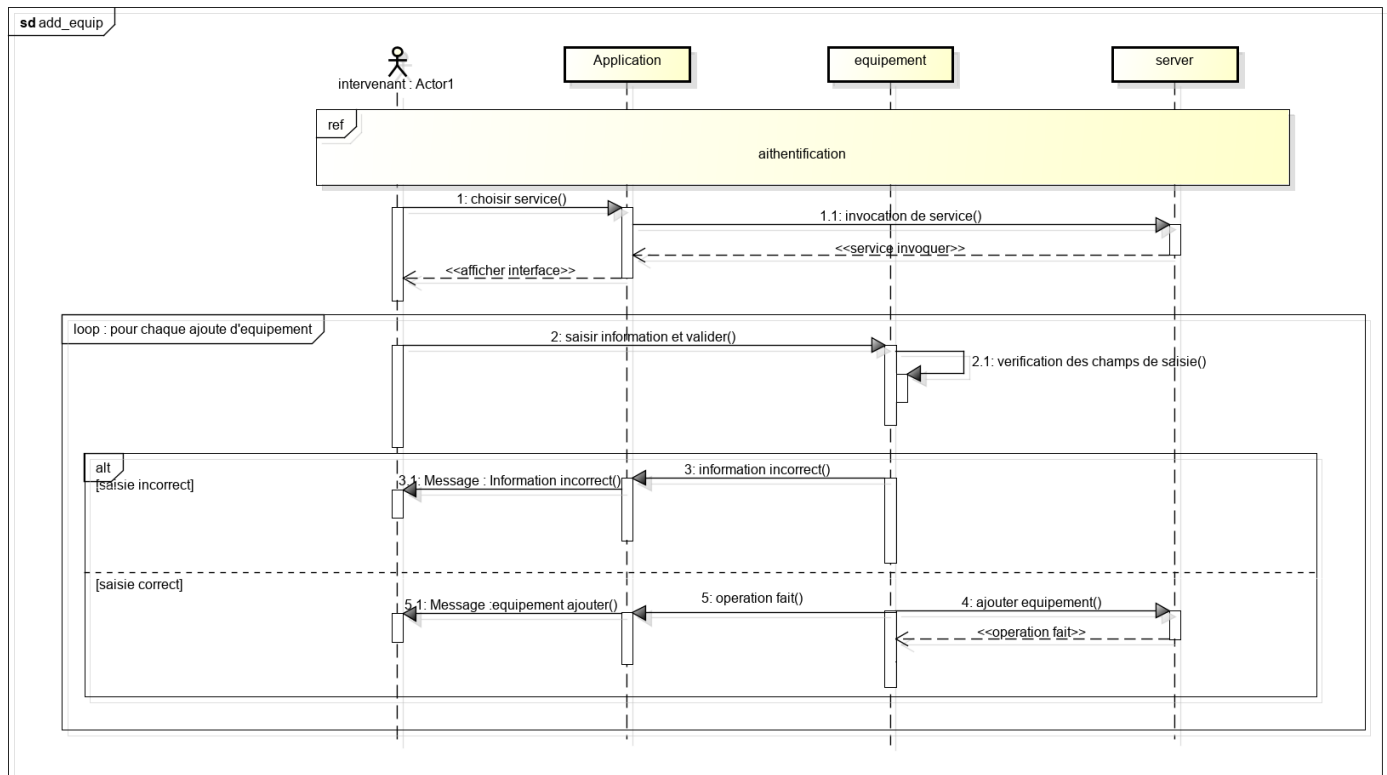 sd add_equip
intervenant : Actor1
Application
equipement
server
ref
aithentification
1: choisir service()
1.1: invocation de service()
<<service invoquer>>
<<afficher interface>>
loop : pour chaque ajoute d'equipement
2: saisir information et valider()
2.1: verification des champs de saisie()
alt
[saisie incorrect]
3: information incorrect()
3.1: Message : Information incorrect()
[saisie correct]
5.1: Message :equipement ajouter()
5: operation fait()
4: ajouter equipement()
<<operation fait>>